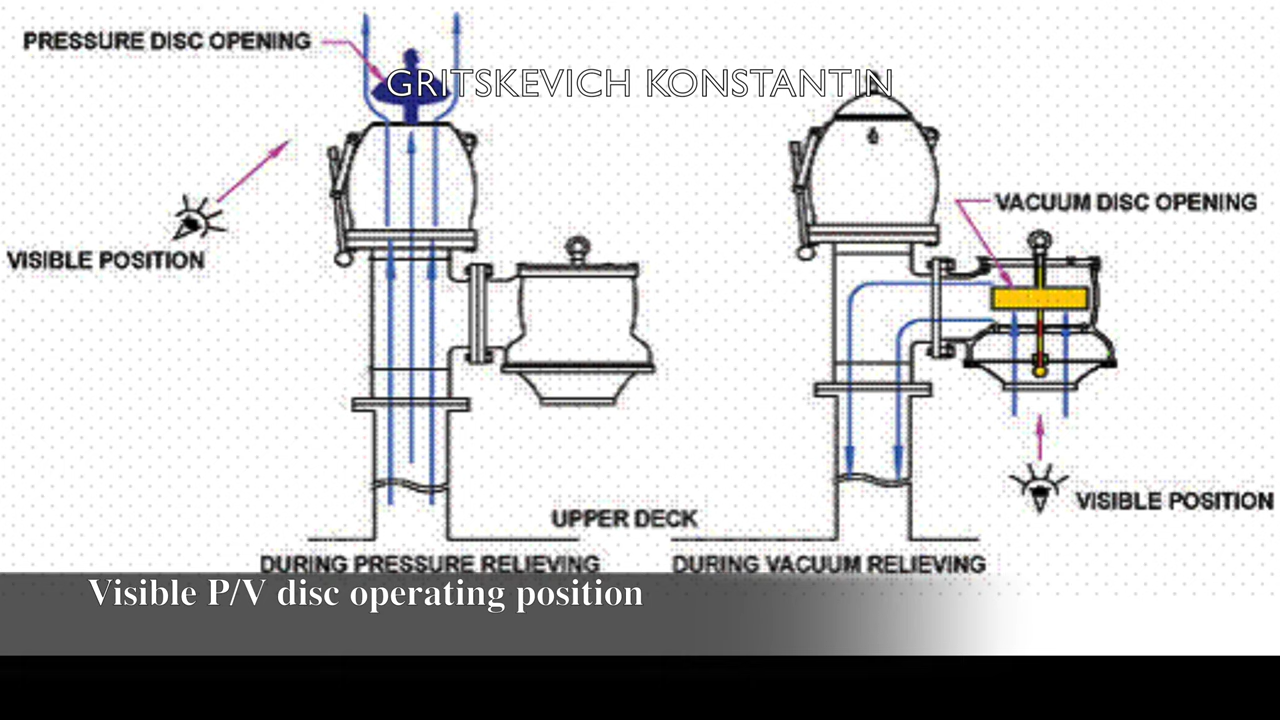 PRESSURE DISC OPENING
GRITSKEVICH KONSTANTIN
VACUUM DISC OPENING
VISIBLE POSITION
VISIBLE POSITION
UPPER DECK
DURING PRESSURE RELIEVING
DURING VACUUM RELIEVING
Visible P/V disc operating position